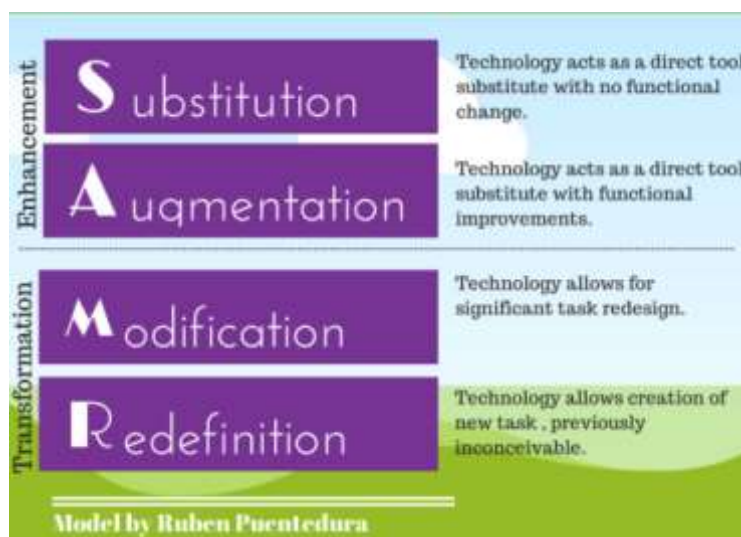 Enhancement
Substitution
Technology acts as a direct tool
substitute with no functional
change.
Augmentation
Technology acts as a direct tool
substitute with functional
improvements.
Transformation
Modification
Technology allows for
significant task redesign.
Redefinition
Technology allows creation of
new task , previously
inconceivable.
Model by Ruben Puentedura